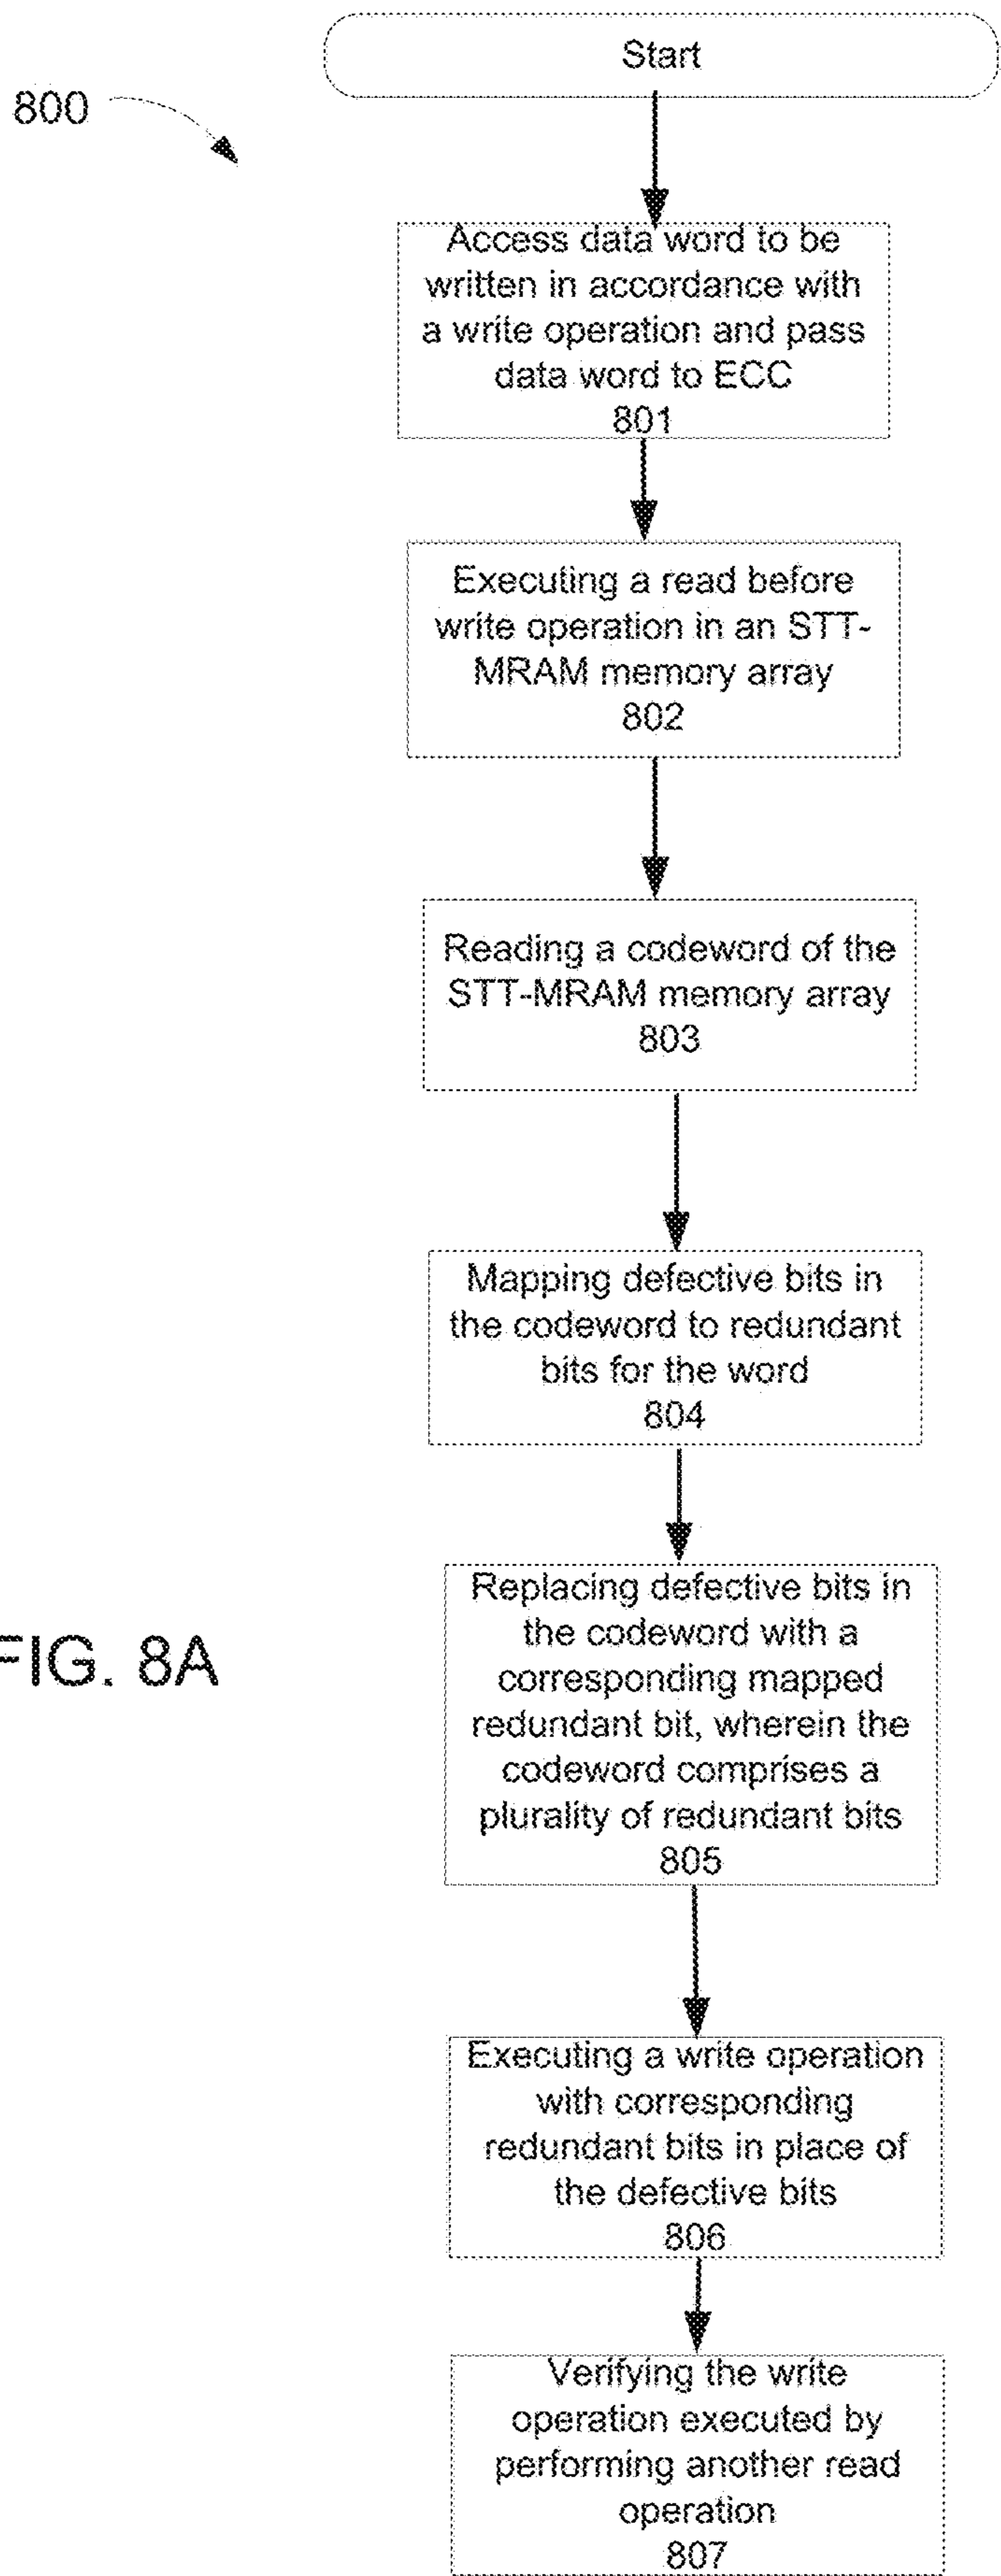 Start
800
Access data word to be
written in accordance with
a write operation and pass
data word to ECC
801
Executing a read before
write operation in an STT-
MRAM memory array
802
Reading a codeword of the
STT-MRAM memory array
803
Mapping defective bits in
the codeword to redundant
bits for the word
804
Replacing defective bits in
the codeword with a
corresponding mapped
redundant bit, wherein the
codeword comprises a
plurality of redundant bits
805
FIG. 8A
Executing a write operation
with corresponding
redundant bits in place of
the defective bits
806
Verifying the write
operation executed by
performing another read
operation
807